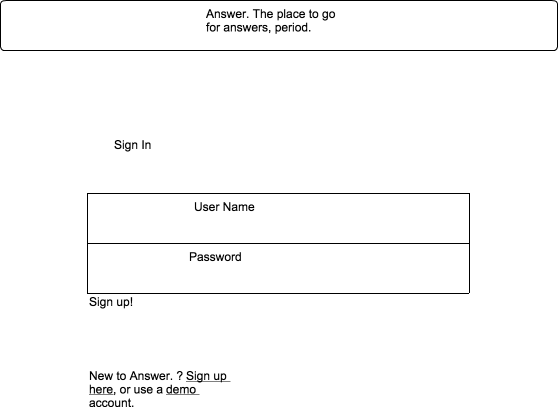 Answer. The place to go
for answers, period.
Sign In
User Name
Password
Sign up!
New to Answer. ? Sign up
here, or use a demo
account.